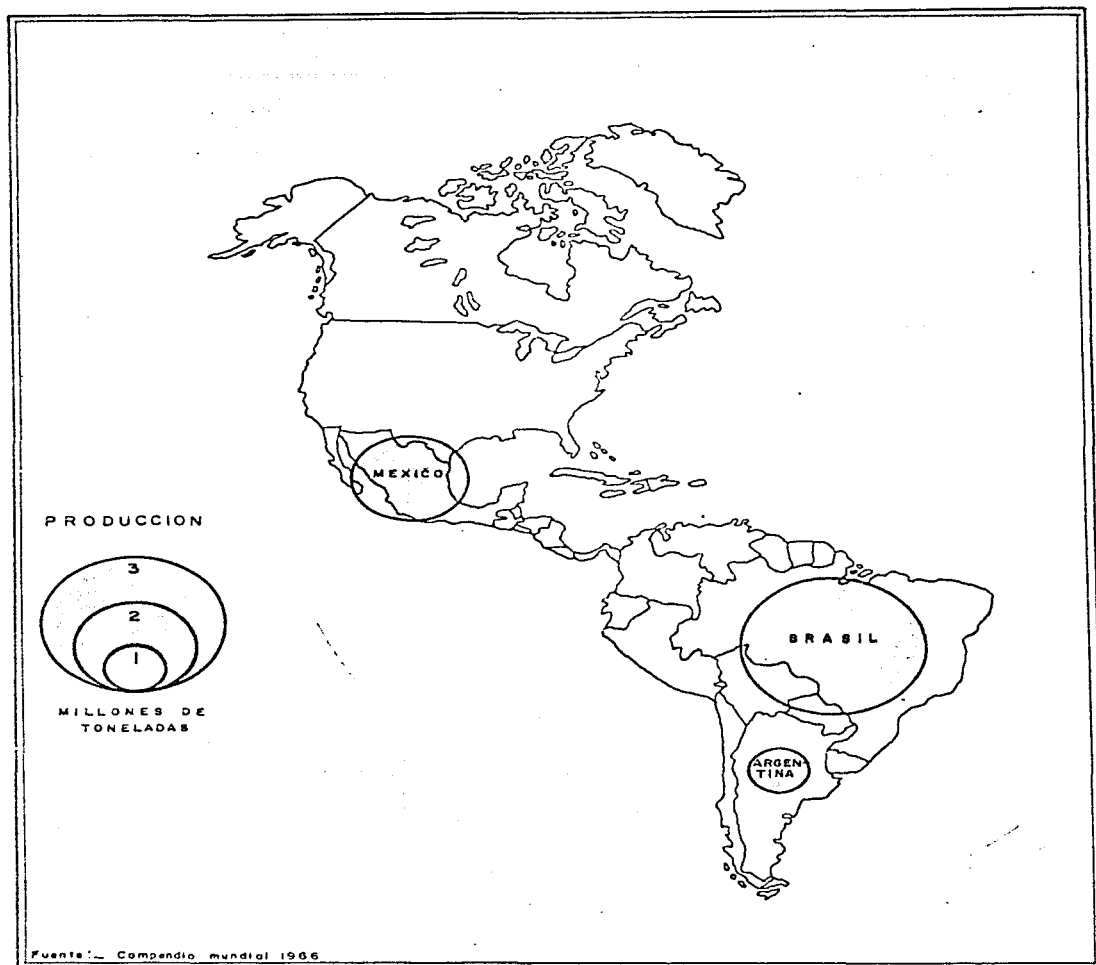 MEXICO
PRODUCCION
3
2
1
MILLONES DE
TONELADAS
BRASIL
ARGEN-
TINA
Fuente:_ Compendio mundial 1966